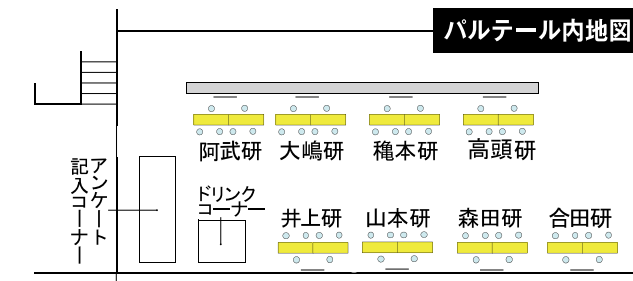 パルテール内地図
阿武研
大嶋研
穐本研
高頭研
アンケート
記入コーナー
ドリンク
コーナー
井上研
山本研
森田研
合田研